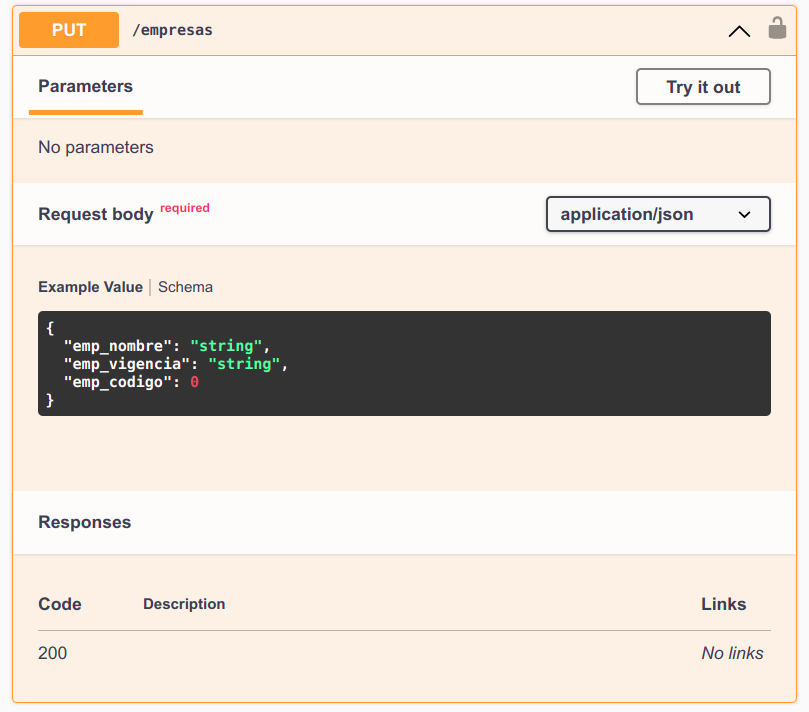 PUT /empresas
Parameters Try it out
No parameters
Request body required application/json
Example Value | Schema
{
  "emp_nombre": "string",
  "emp_vigencia": "string",
  "emp_codigo": 0
}
Responses
Code Description Links
200 No links